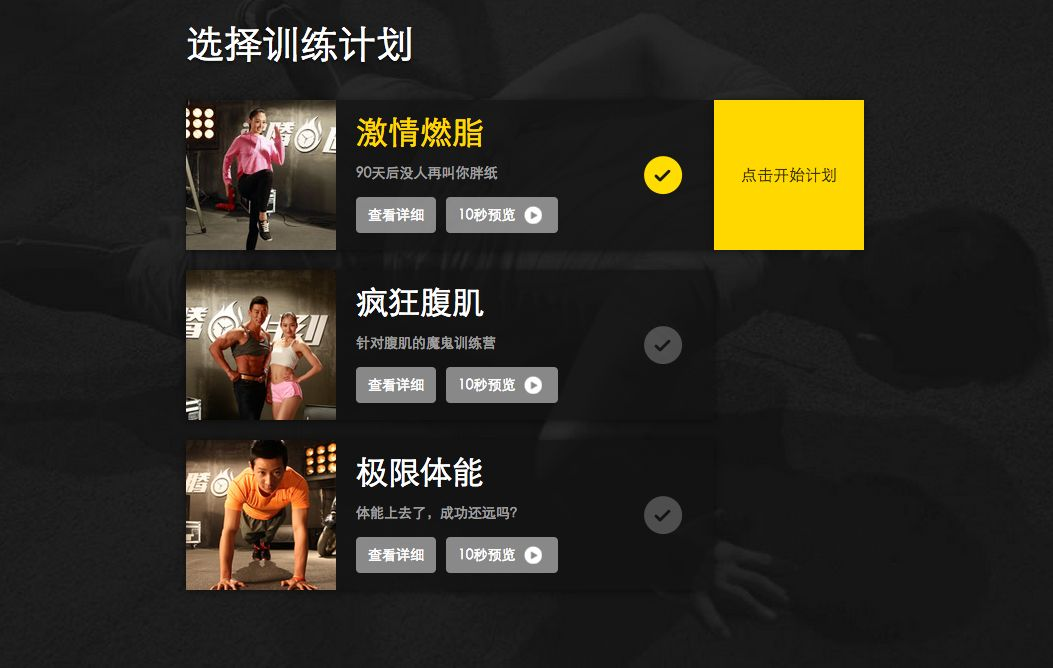 选择训练计划
激情燃脂
90天后没人再叫你胖纸
查看详细
10秒预览
点击开始计划
疯狂腹肌
针对腹肌的魔鬼训练营
查看详细
10秒预览
极限体能
体能上去了，成功还远吗?
查看详细
10秒预览